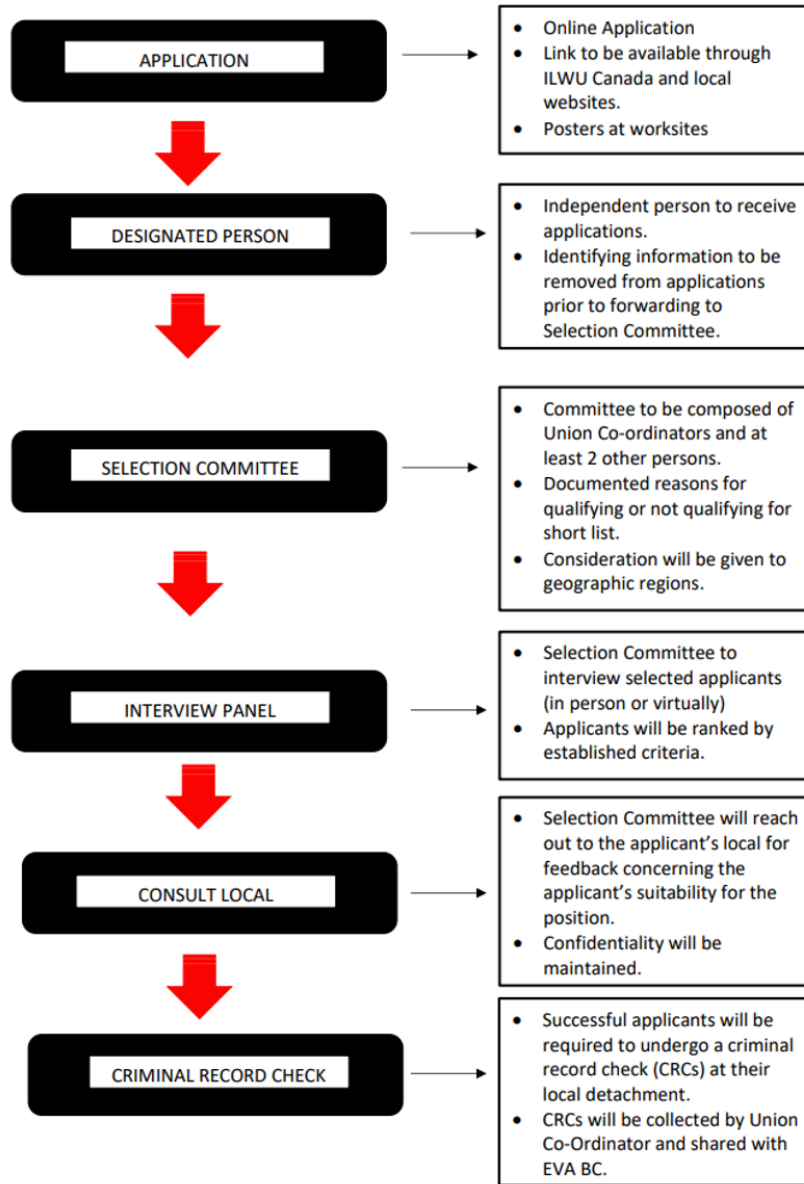 APPLICATION
• Online Application
• Link to be available through
ILWU Canada and local
websites.
• Posters at worksites
DESIGNATED PERSON
• Independent person to receive
applications.
• Identifying information to be
removed from applications
prior to forwarding to
Selection Committee.
SELECTION COMMITTEE
• Committee to be composed of
Union Co-ordinators and at
least 2 other persons.
• Documented reasons for
qualifying or not qualifying for
short list.
• Consideration will be given to
geographic regions.
INTERVIEW PANEL
• Selection Committee to
interview selected applicants
(in person or virtually)
• Applicants will be ranked by
established criteria.
CONSULT LOCAL
• Selection Committee will reach
out to the applicant’s local for
feedback concerning the
applicant’s suitability for the
position.
• Confidentiality will be
maintained.
CRIMINAL RECORD CHECK
• Successful applicants will be
required to undergo a criminal
record check (CRCs) at their
local detachment.
• CRCs will be collected by Union
Co-Ordinator and shared with
EVA BC.